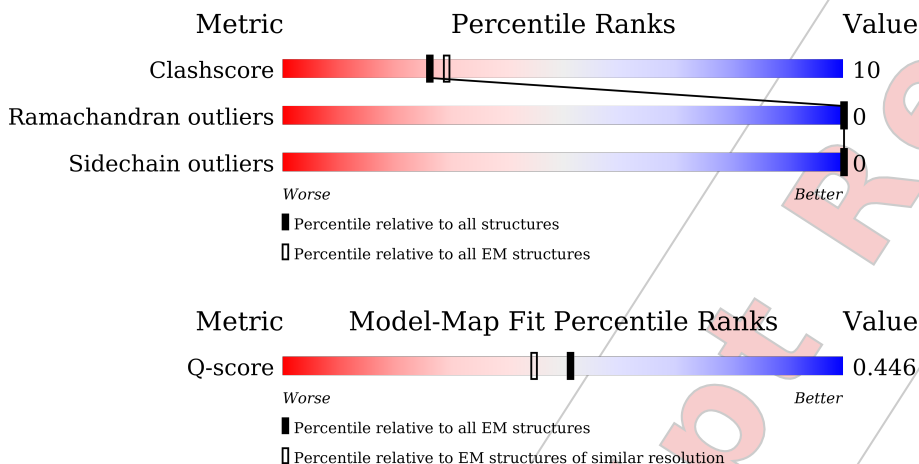 Metric Percentile Ranks Value
Clashscore 10
Ramachandran outliers 0
Sidechain outliers 0
Worse Better
Percentile relative to all structures
Percentile relative to all EM structures
Metric Model-Map Fit Percentile Ranks Value
Q-score 0.446
Worse Better
Percentile relative to all EM structures
Percentile relative to EM structures of similar resolution